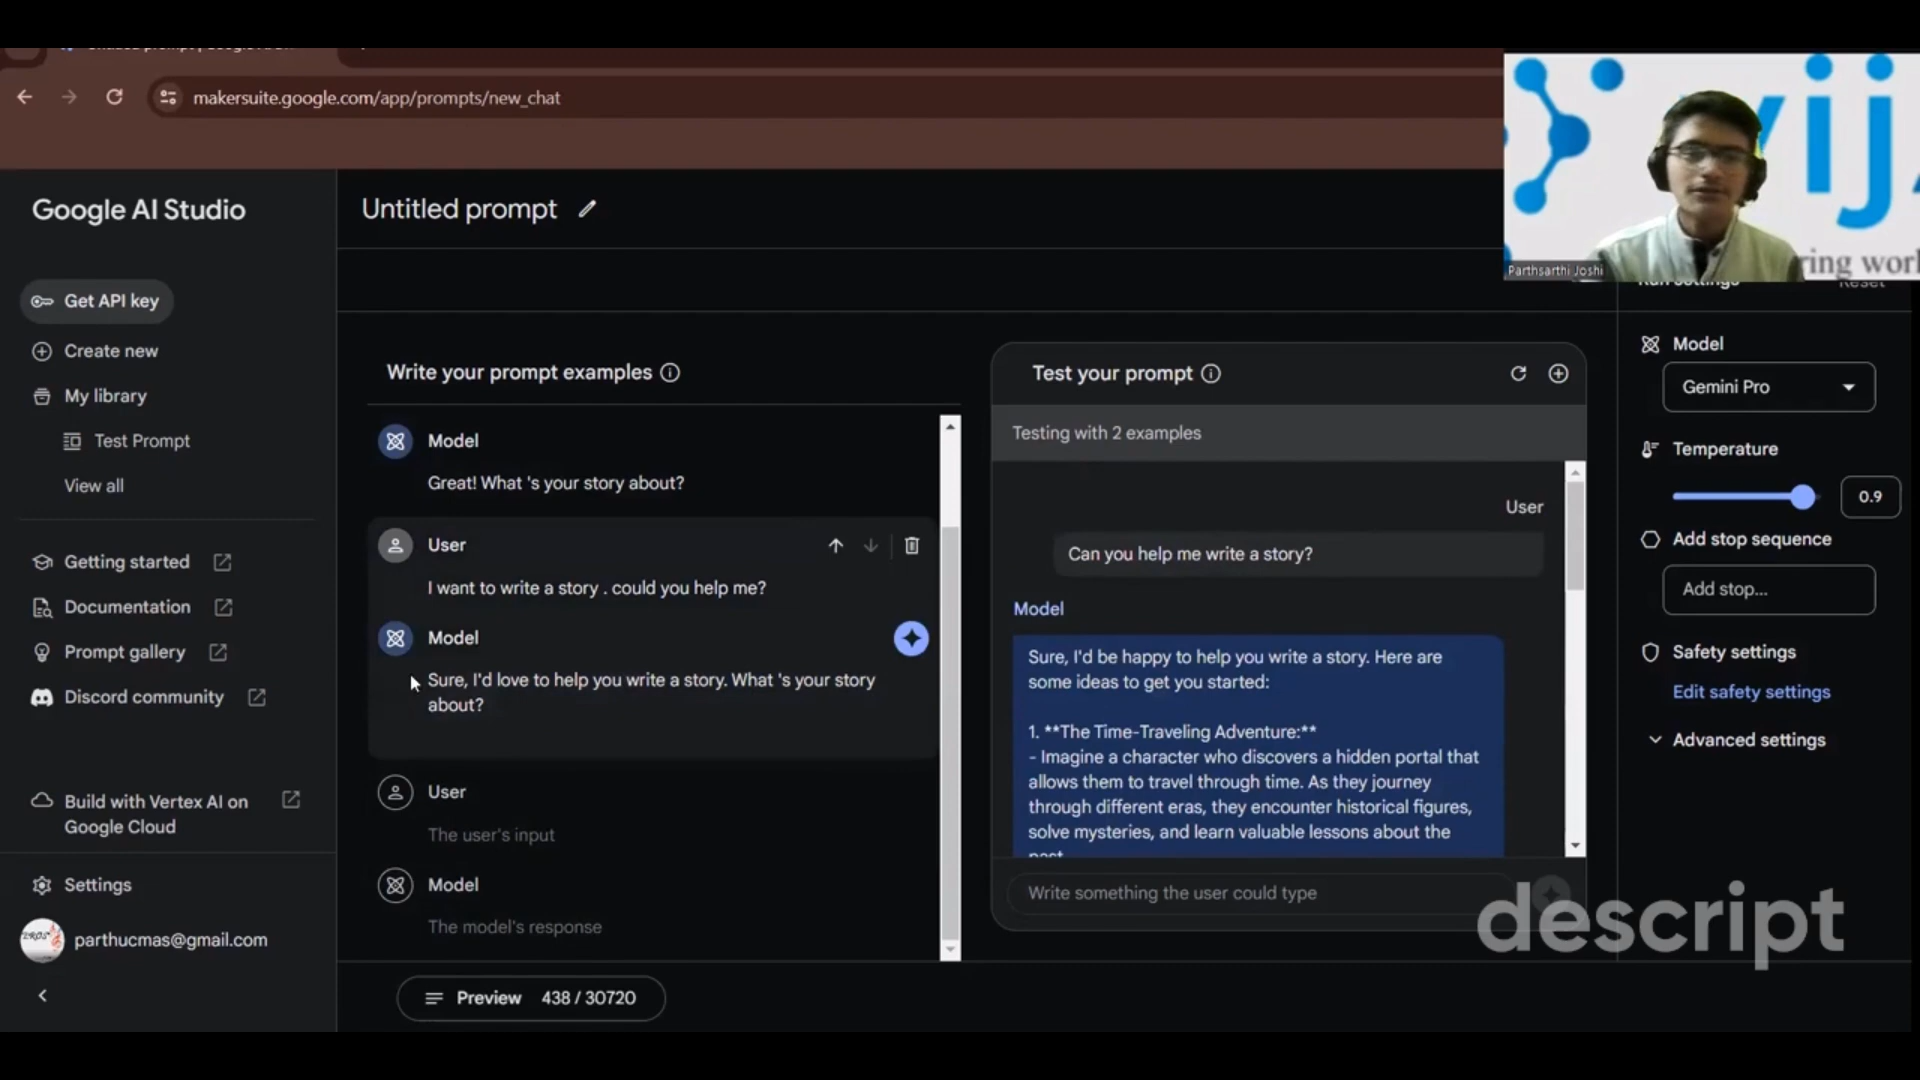 makersuite.google.com/app/prompts/new_chat
Google AI Studio
Get API key
Create new
My library
Test Prompt
View all
Getting started
Documentation
Prompt gallery
Discord community
Build with Vertex AI on
Google Cloud
Settings
parthucmas@gmail.com
Untitled prompt
Write your prompt examples
Model
Great! What 's your story about?
User
I want to write a story . could you help me?
Model
Sure, I'd love to help you write a story. What 's your story
about?
User
The user's input
Model
The model's response
Preview 438 / 30720
Test your prompt
Testing with 2 examples
User
Can you help me write a story?
Model
Sure, I'd be happy to help you write a story. Here are
some ideas to get you started:
1. **The Time-Traveling Adventure:**
- Imagine a character who discovers a hidden portal that
allows them to travel through time. As they journey
through different eras, they encounter historical figures,
solve mysteries, and learn valuable lessons about the
past
Write something the user could type
Parthsarthi Joshi
Reset
Model
Gemini Pro
Temperature
0.9
Add stop sequence
Add stop...
Safety settings
Edit safety settings
Advanced settings
descript